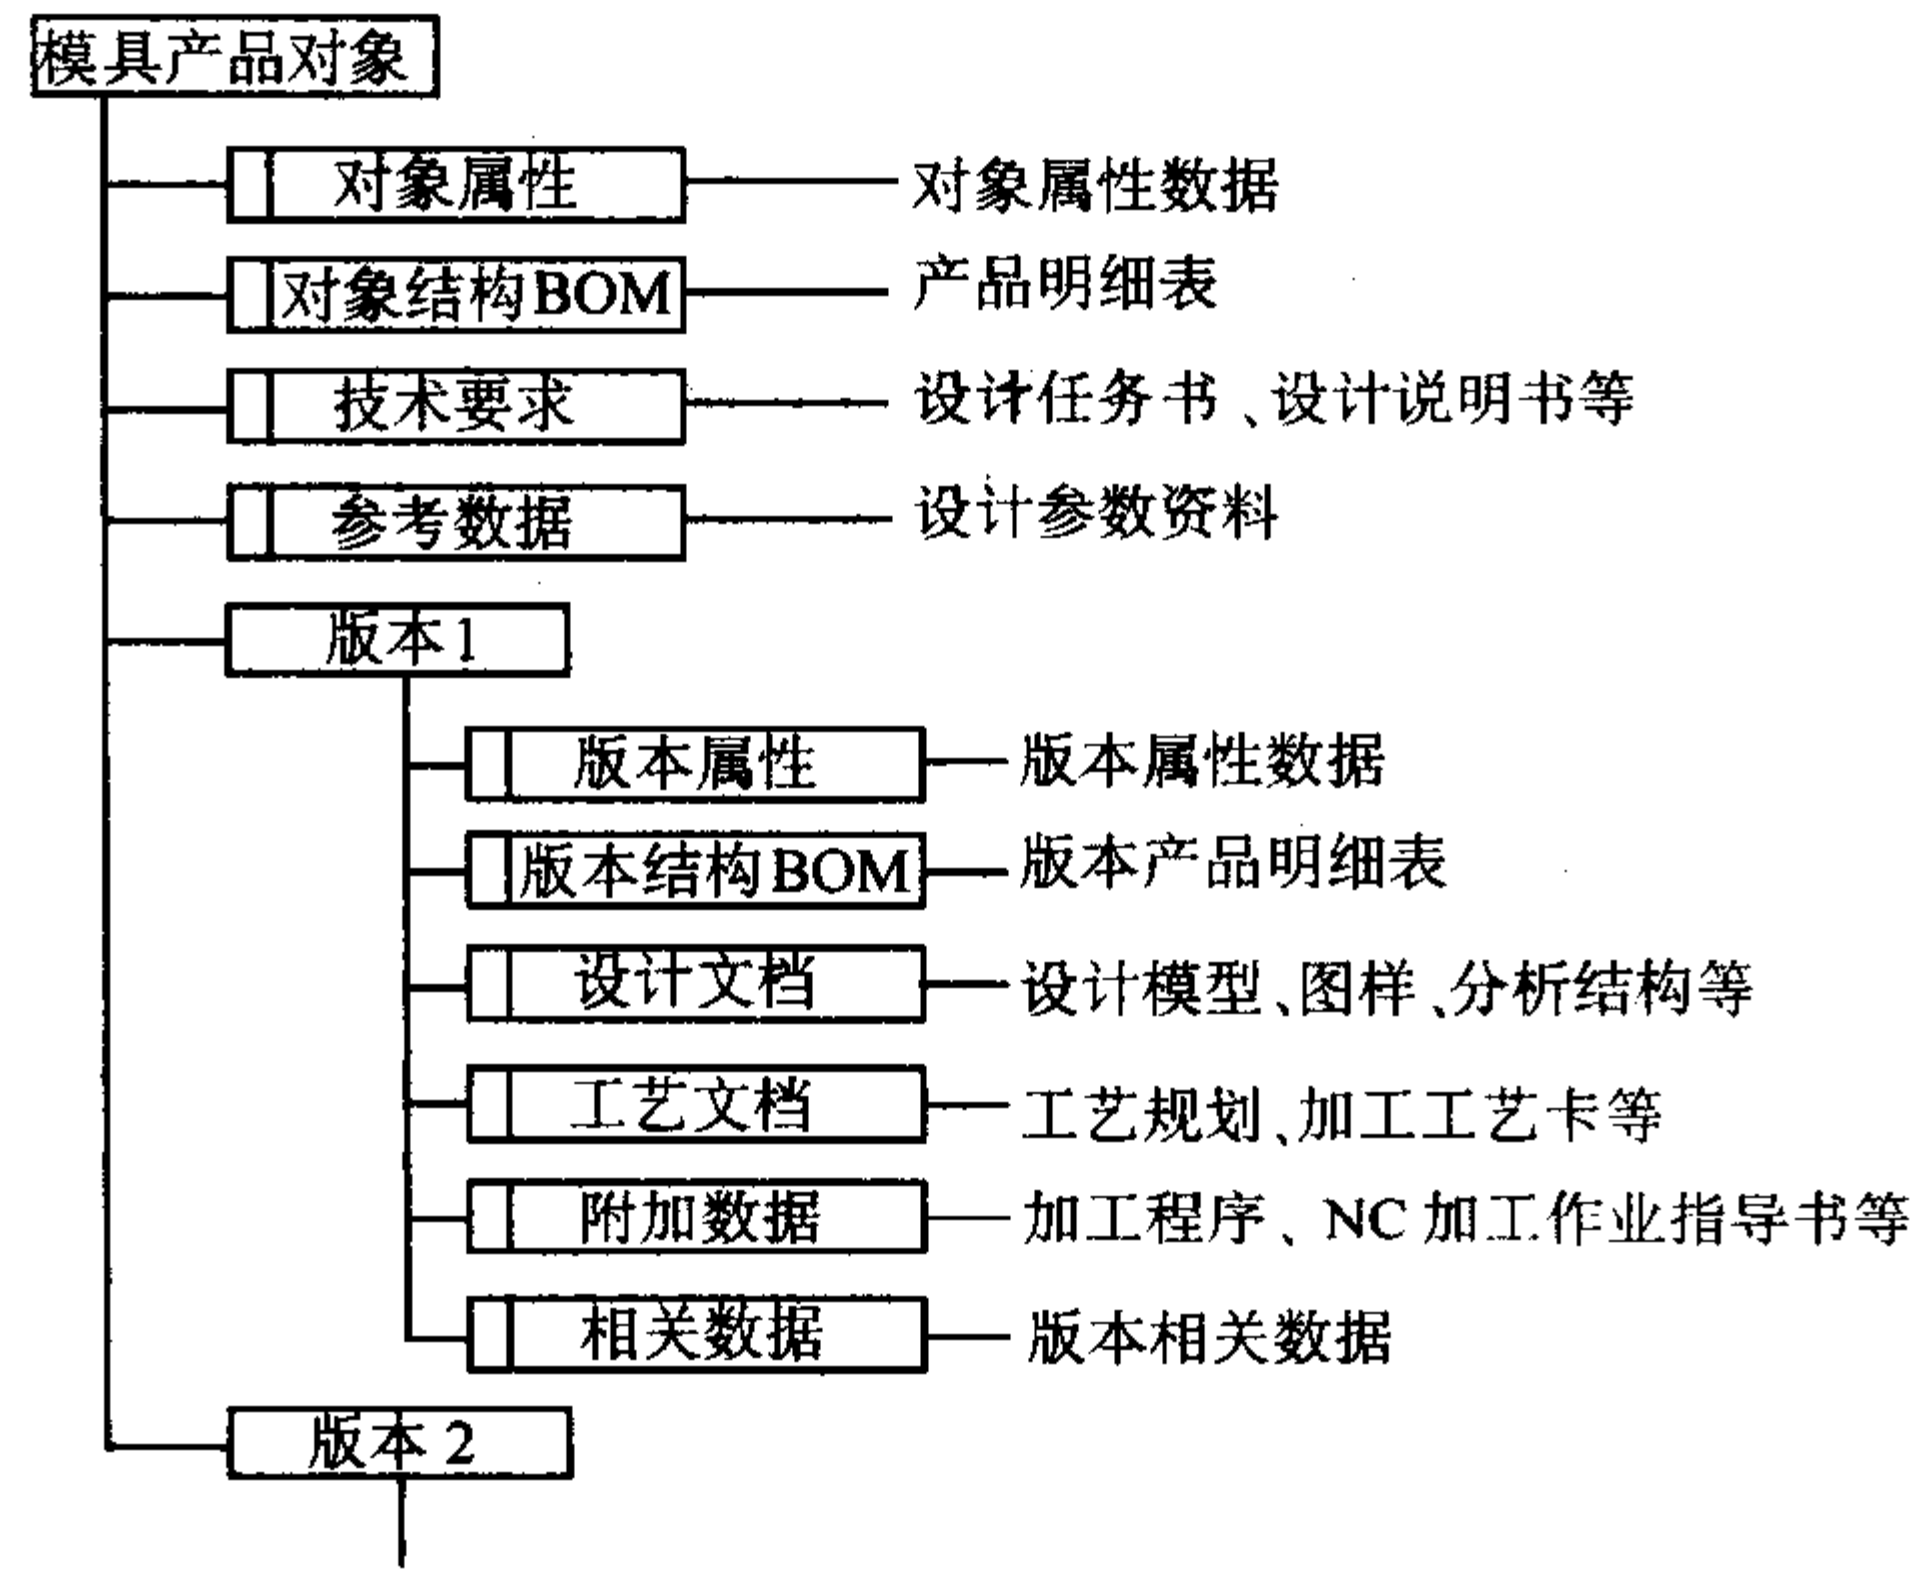 模具产品对象
对象属性 对象属性数据
对象结构BOM 产品明细表
技术要求 设计任务书、设计说明书等
参考数据 设计参数资料
版本1
版本属性 版本属性数据
版本结构BOM 版本产品明细表
设计文档 设计模型、图样、分析结构等
工艺文档 工艺规划、加工工艺卡等
附加数据 加工程序、NC加工作业指导书等
相关数据 版本相关数据
版本2